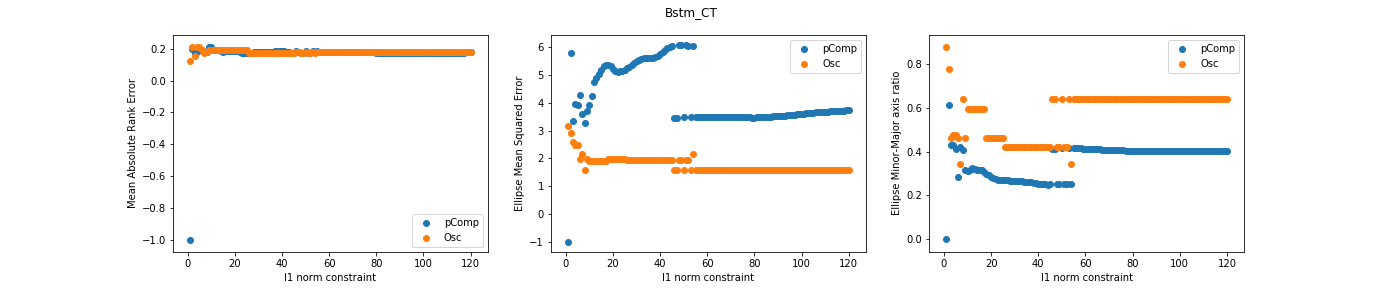 Bstm_CT
Mean Absolute Rank Error
0.2
0.0
−0.2
−0.4
−0.6
−0.8
−1.0
0 20 40 60 80 100 120
l1 norm constraint
pComp
Osc
Ellipse Mean Squared Error
6
5
4
3
2
1
0
−1
0 20 40 60 80 100 120
l1 norm constraint
pComp
Osc
Ellipse Minor-Major axis ratio
0.8
0.6
0.4
0.2
0.0
0 20 40 60 80 100 120
l1 norm constraint
pComp
Osc